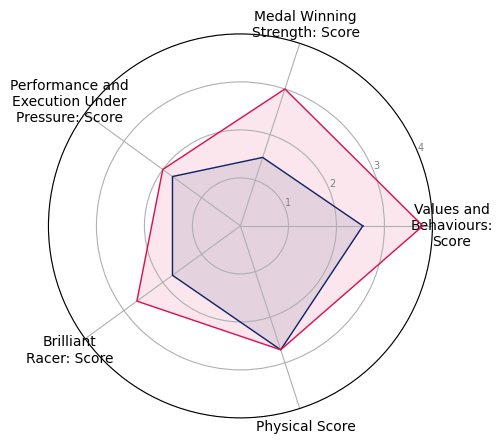 Medal Winning
Strength: Score
Performance and
Execution Under
Pressure: Score
4
3
2
1
Values and
Behaviours:
Score
Brilliant
Racer: Score
Physical Score